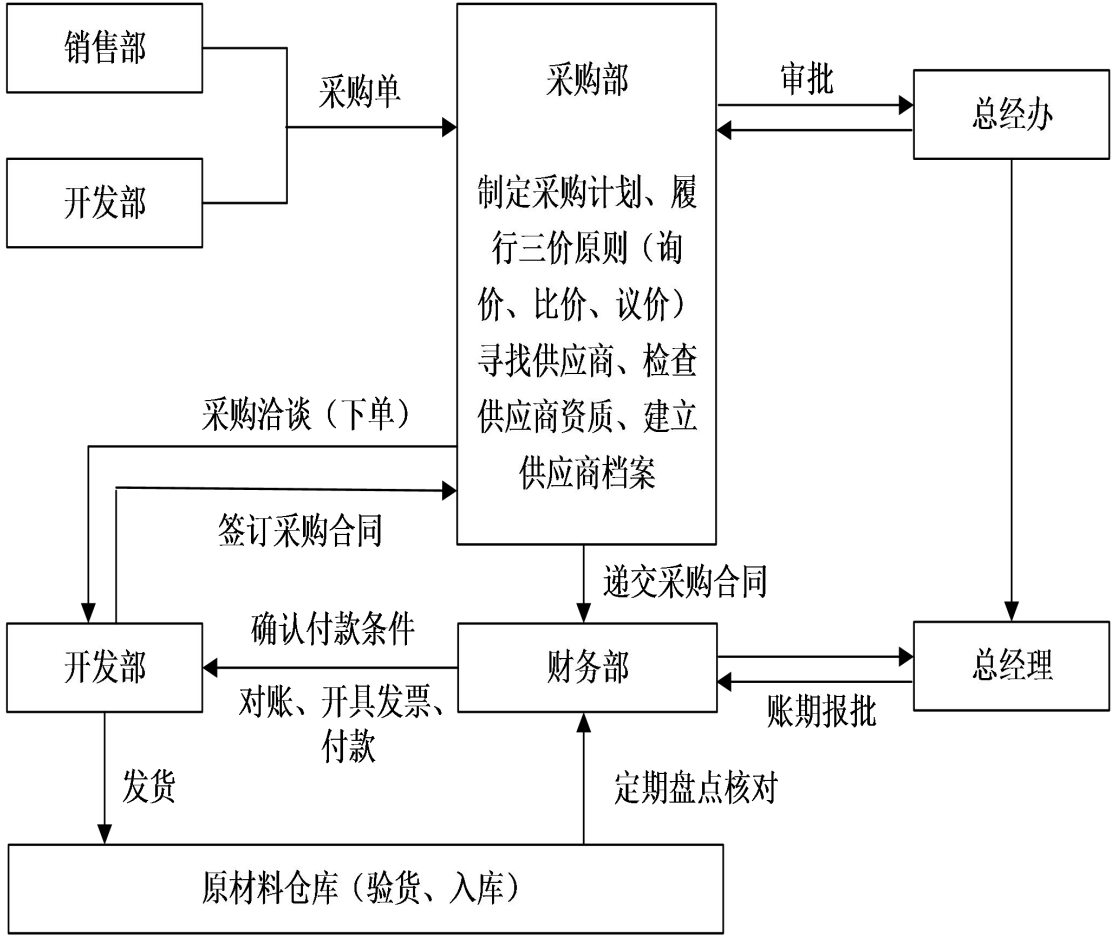 销售部
采购单
开发部
采购部
制定采购计划、履
行三价原则（询
价、比价、议价）
寻找供应商、检查
供应商资质、建立
供应商档案
审批
总经办
采购洽谈（下单）
签订采购合同
递交采购合同
开发部
确认付款条件
对账、开具发票、
付款
财务部
账期报批
总经理
发货
定期盘点核对
原材料仓库（验货、入库）